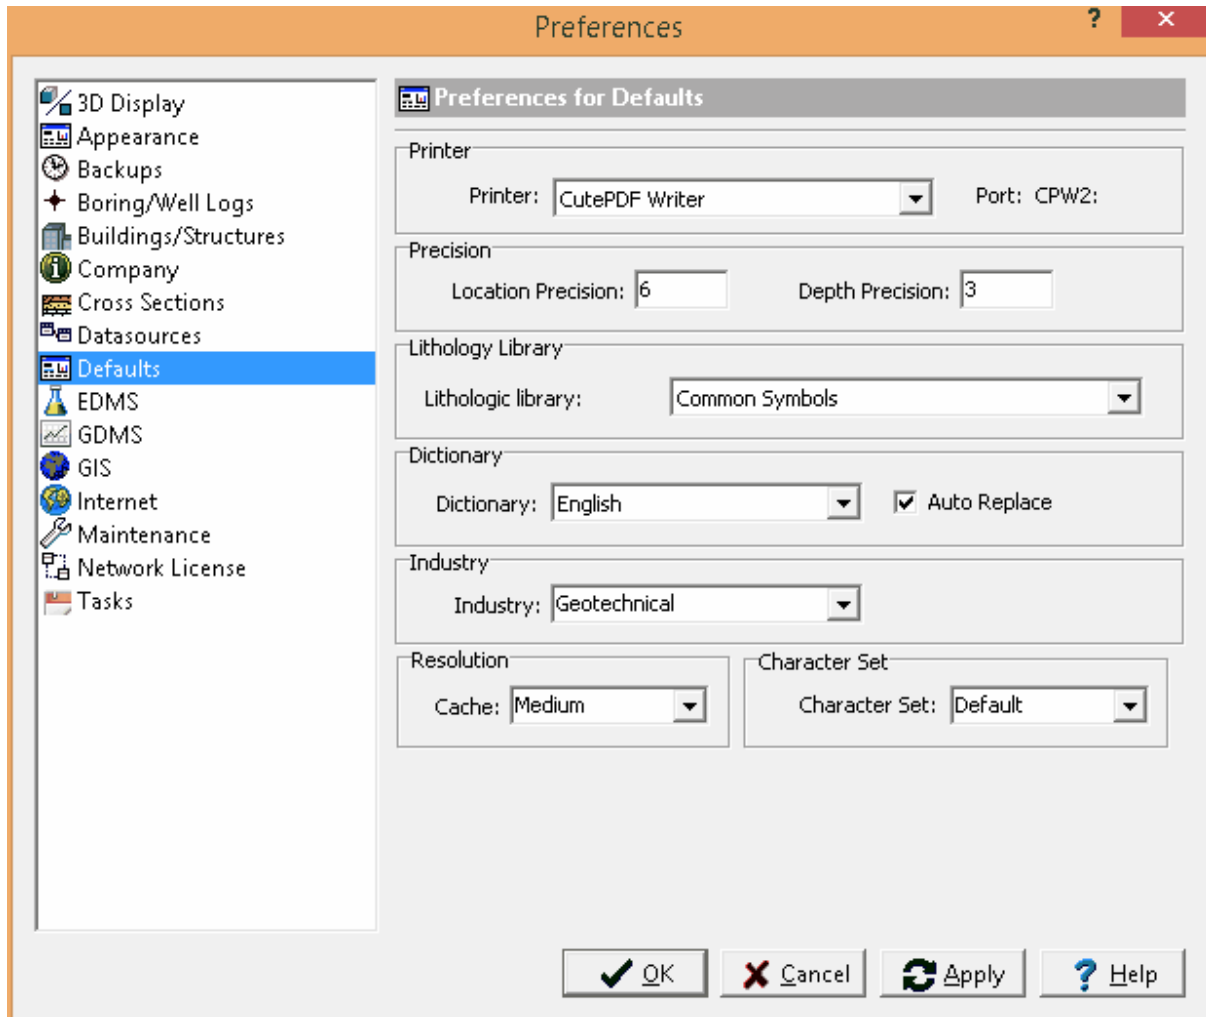 Preferences
?
3D Display
Appearance
Backups
Boring/Well Logs
Buildings/Structures
Company
Cross Sections
Datasources
Defaults
EDMS
GDMS
GIS
Internet
Maintenance
Network License
Tasks
Preferences for Defaults
Printer
Printer: CutePDF Writer Port: CPW2:
Precision
Location Precision: 6 Depth Precision: 3
Lithology Library
Lithologic library: Common Symbols
Dictionary
Dictionary: English Auto Replace
Industry
Industry: Geotechnical
Resolution
Cache: Medium
Character Set
Character Set: Default
OK Cancel Apply Help